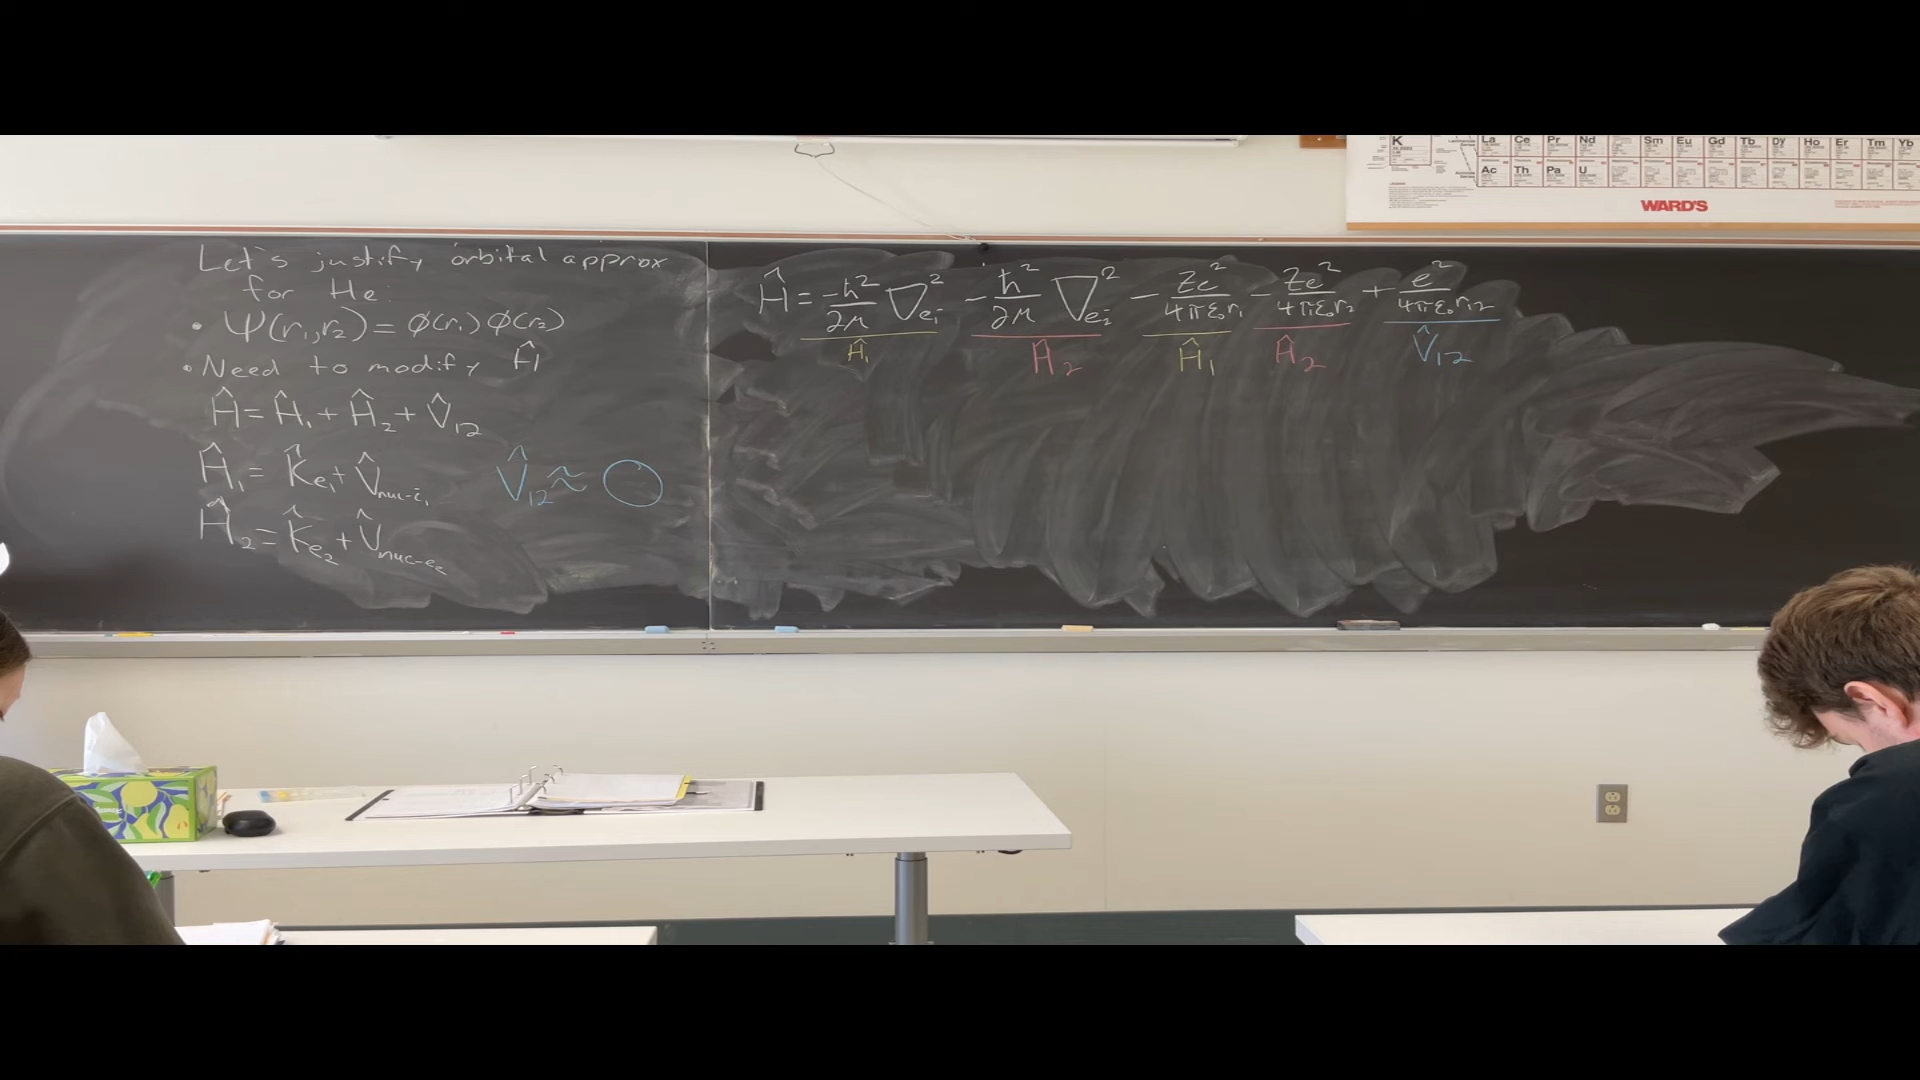 Let's justify orbital approx
for He:
• Ψ(r₁,r₂) = ϕ(r₁) ϕ(r₂)
• Need to modify Ĥ
Ĥ = Ĥ₁ + Ĥ₂ + V̂₁₂
Ĥ₁ = K̂e₁ + V̂nuc-e₁
V̂₁₂ ≈ 0
Ĥ₂ = K̂e₂ + V̂nuc-e₂
Ĥ = -ħ²/2μ ∇²e₁ - ħ²/2μ ∇²e₂ - Ze²/4πε₀r₁ - Ze²/4πε₀r₂ + e²/4πε₀r₁₂
Ĥ₁ Ĥ₂ Ĥ₁ Ĥ₂ V̂₁₂
K La Ce Pr Nd Sm Eu Gd Tb Dy Ho Er Tm Yb
Ac Th Pa U
WARD'S